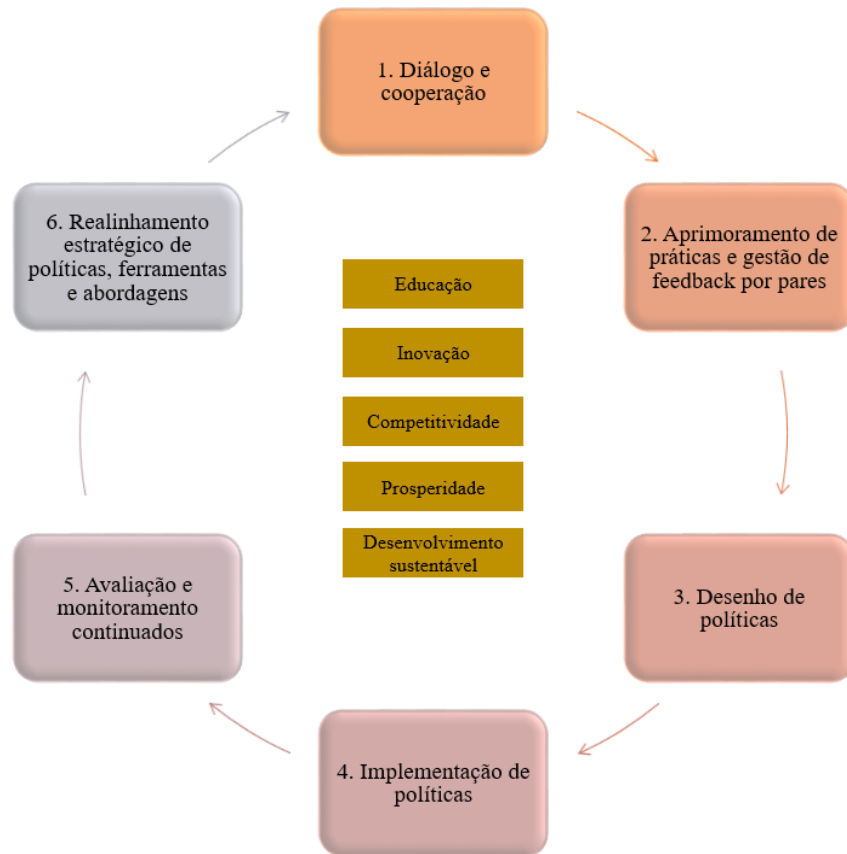 1. Diálogo e
cooperação
2. Aprimoramento de
práticas e gestão de
feedback por pares
3. Desenho de
políticas
4. Implementação de
políticas
5. Avaliação e
monitoramento
continuados
6. Realinhamento
estratégico de
políticas, ferramentas
e abordagens
Educação
Inovação
Competitividade
Prosperidade
Desenvolvimento
sustentável